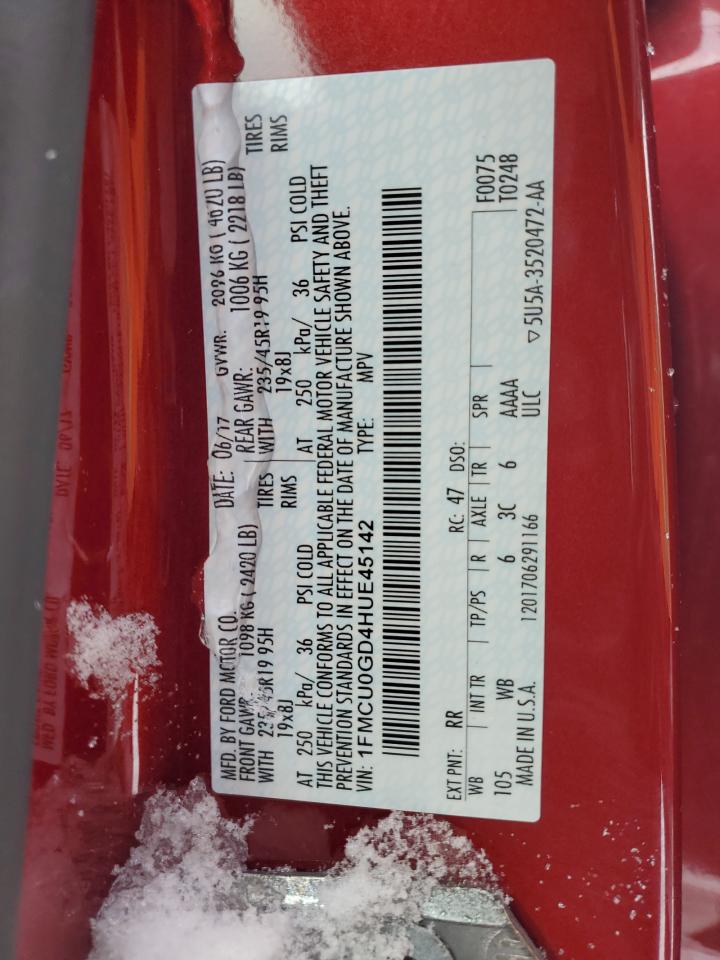 MFD. BY FORD MOTOR CO.
DATE: 06/17 GVWR: 2096 KG ( 4620 LB)
FRONT GAWR: 1098 KG ( 2420 LB)
REAR GAWR: 1006 KG ( 2218 LB)
WITH 235/45R19 95H TIRES
WITH 235/45R19 95H TIRES
19x8J RIMS
19x8J RIMS
AT 250 kPa/ 36 PSI COLD
AT 250 kPa/ 36 PSI COLD
THIS VEHICLE CONFORMS TO ALL APPLICABLE FEDERAL MOTOR VEHICLE SAFETY AND THEFT
PREVENTION STANDARDS IN EFFECT ON THE DATE OF MANUFACTURE SHOWN ABOVE.
VIN: 1FMCU0GD4HUE45142 TYPE: MPV
F0075
EXT PNT: RR RC: 47 DSO: T0248
WB INT TR TP/PS R AXLE TR SPR
105 WB 6 3C 6 AAAA
MADE IN U.S.A. 1201706291166 ULC
▽5U5A-3520472-AA